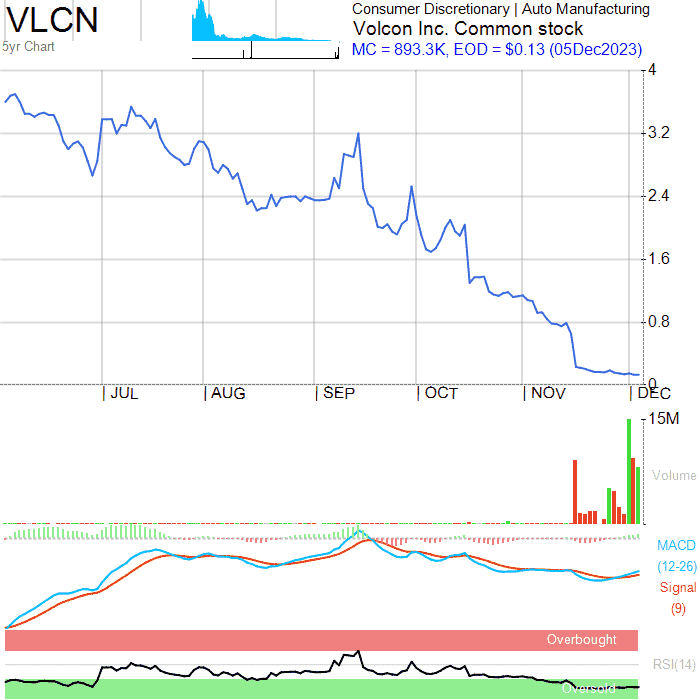 VLCN
5yr Chart
Consumer Discretionary | Auto Manufacturing
Volcon Inc. Common stock
MC = 893.3K, EOD = $0.13 (05Dec2023)
4
3.2
2.4
1.6
0.8
0
JUL AUG SEP OCT NOV DEC
15M
Volume
MACD
(12-26)
Signal
(9)
Overbought
RSI(14)
Oversold